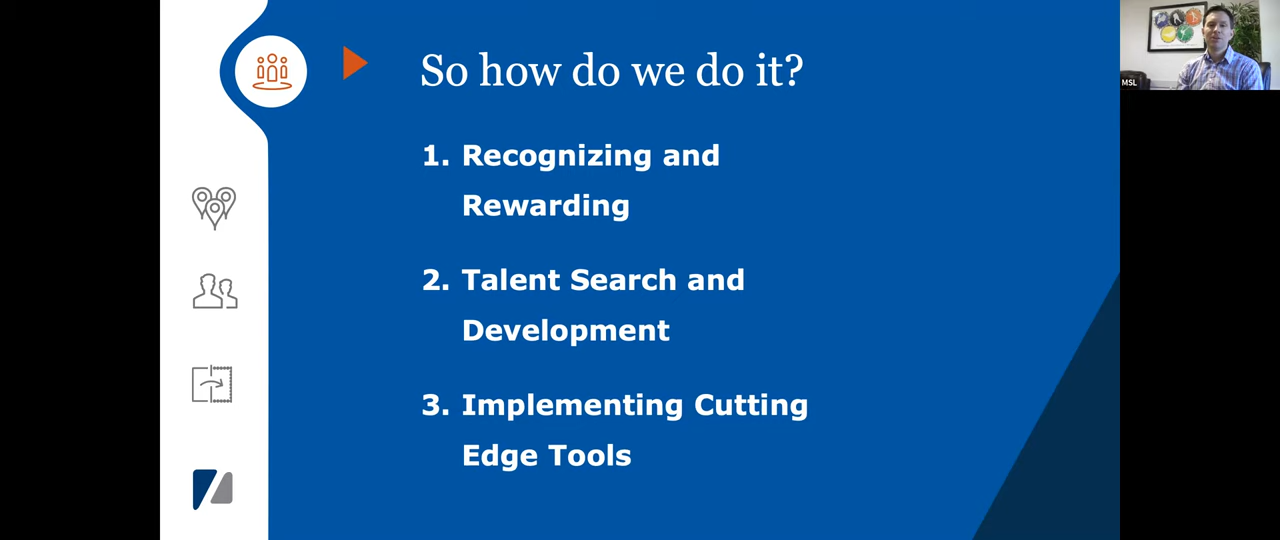 So how do we do it?
1. Recognizing and
Rewarding
2. Talent Search and
Development
3. Implementing Cutting
Edge Tools
MSL